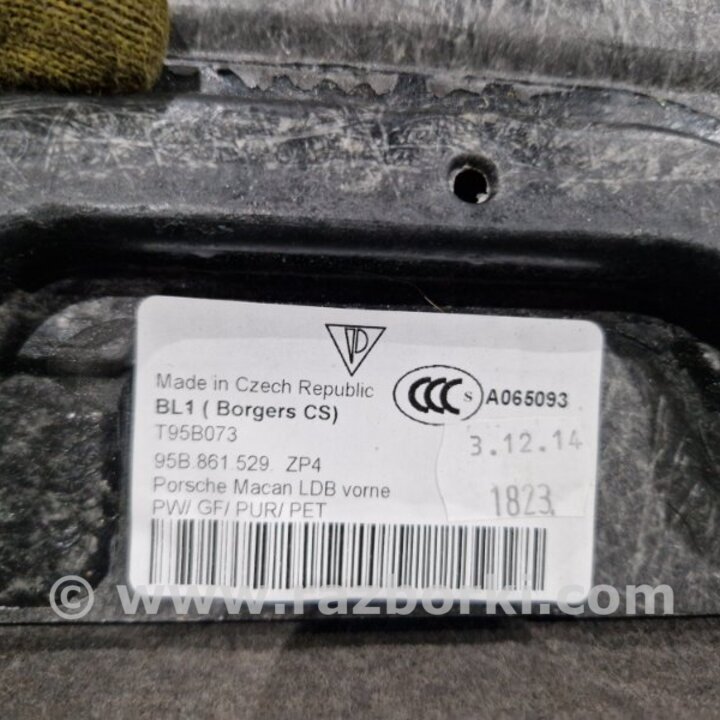 Made in Czech Republic
BL1 ( Borgers CS)
T95B073
95B.861.529. ZP4
Porsche Macan LDB vorne
PW/ GF/ PUR/ PET
CCC S A065093
3.12.14
1823
© www.razborki.com